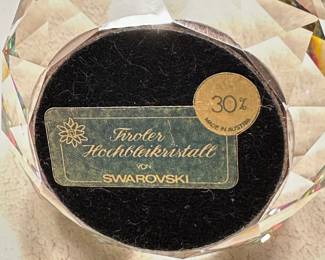 30%
MADE IN AUSTRIA
Tiroler
Hochbleikristall
VON
SWAROVSKI